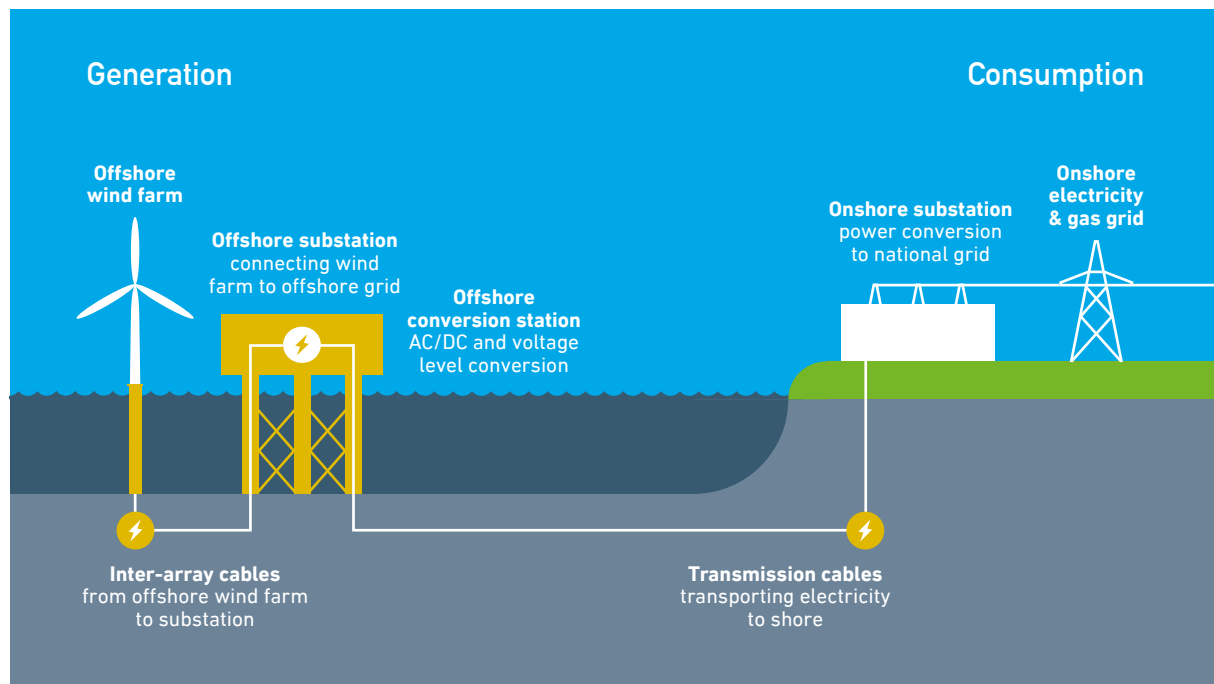 Generation
Consumption
Offshore
wind farm
Offshore substation
connecting wind
farm to offshore grid
Offshore
conversion station
AC/DC and voltage
level conversion
Onshore substation
power conversion
to national grid
Onshore
electricity
& gas grid
Inter-array cables
from offshore wind farm
to substation
Transmission cables
transporting electricity
to shore